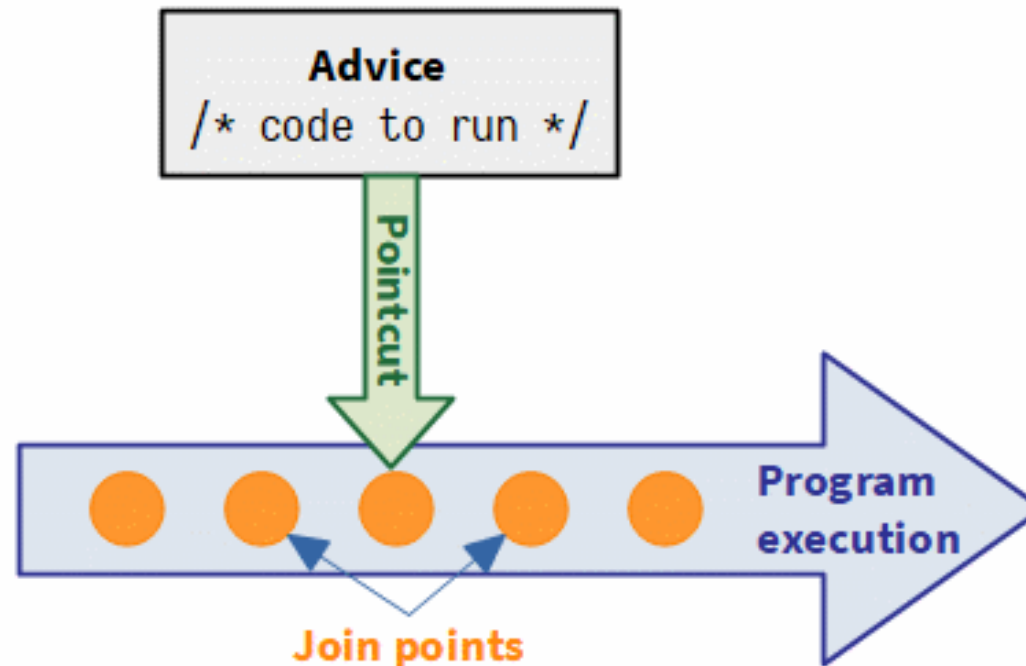 Advice
/* code to run */
Pointcut
Program
execution
Join points